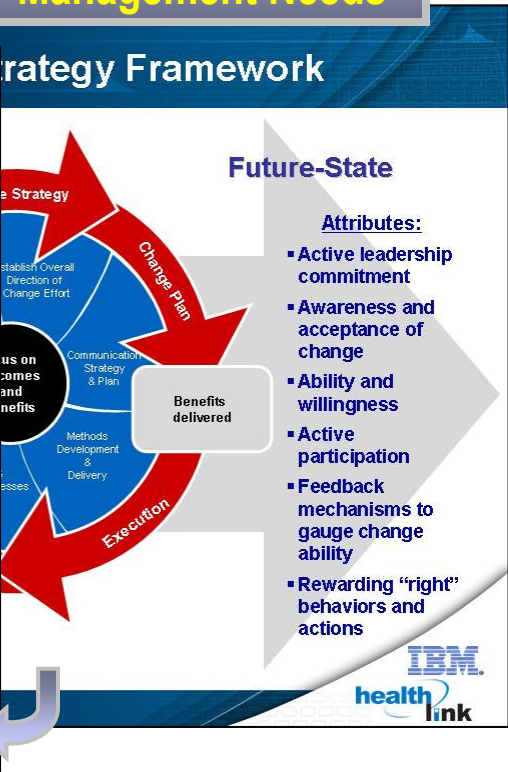 Management Needs
trategy Framework
Future-State
Attributes:
▪Active leadership
commitment
▪Awareness and
acceptance of
change
▪Ability and
willingness
▪Active
participation
▪Feedback
mechanisms to
gauge change
ability
▪Rewarding “right”
behaviors and
actions
e Strategy
Change Plan
Execution
stablish Overall
Direction of
Change Effort
Communication
Strategy
& Plan
Methods
Development
&
Delivery
esses
us on
comes
and
nefits
Benefits
delivered
IBM.
healthlink